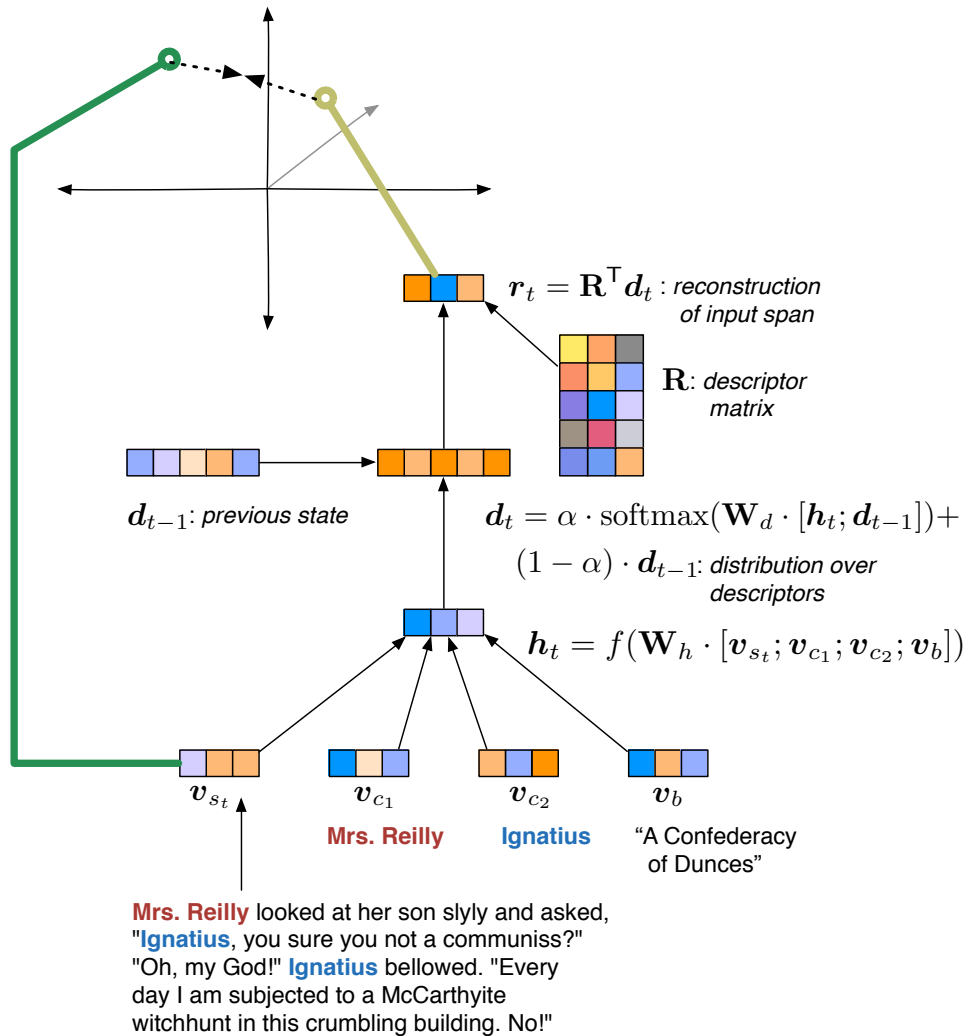 r_t = R^⊤ d_t : reconstruction
of input span
R: descriptor
matrix
d_{t−1}: previous state
d_t = α · softmax(W_d · [h_t; d_{t−1}])+
(1 − α) · d_{t−1}: distribution over
descriptors
h_t = f(W_h · [v_{s_t}; v_{c_1}; v_{c_2}; v_b])
v_{s_t} v_{c_1} v_{c_2} v_b
Mrs. Reilly Ignatius “A Confederacy
of Dunces”
Mrs. Reilly looked at her son slyly and asked,
"Ignatius, you sure you not a communiss?"
"Oh, my God!" Ignatius bellowed. "Every
day I am subjected to a McCarthyite
witchhunt in this crumbling building. No!"